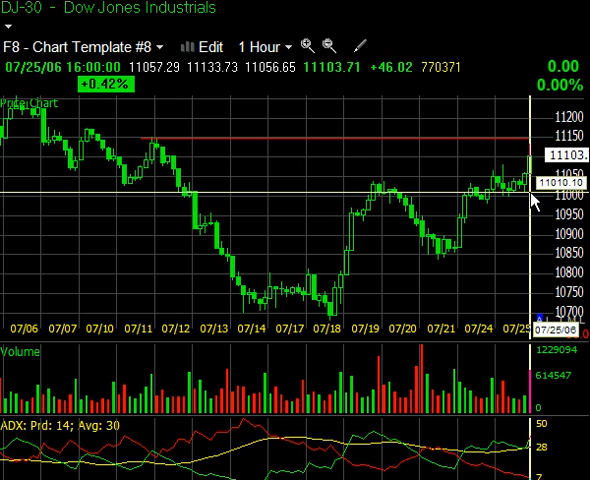 DJ-30 - Dow Jones Industrials
F8 - Chart Template #8 Edit 1 Hour
07/25/06 16:00:00 11057.29 11133.73 11056.65 11103.71 +46.02 770371 0.00
+0.42% 0.00%
Price Chart
11200
11150
11103.
11050
11010.10
10950
10900
10850
10800
10750
10700
07/06 07/07 07/10 07/11 07/12 07/14 07/17 07/18 07/19 07/20 07/21 07/24 07/25 07/25/06
Volume
1229094
614547
0
ADX: Prd: 14; Avg: 30
50
28
7